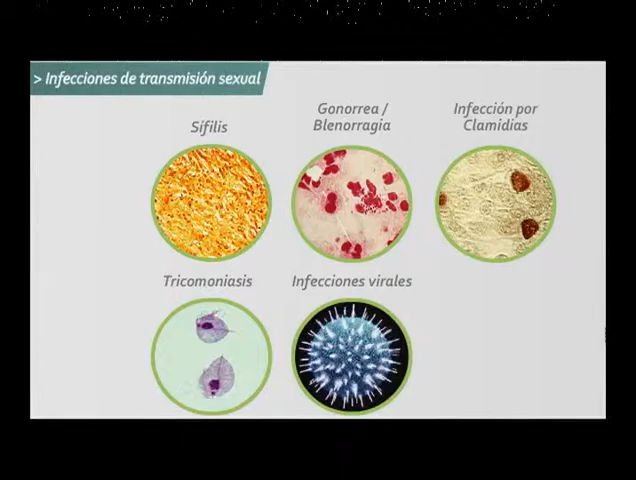 > Infecciones de transmisión sexual
Sífilis
Gonorrea /
Blenorragia
Infección por
Clamidias
Tricomoniasis
Infecciones virales